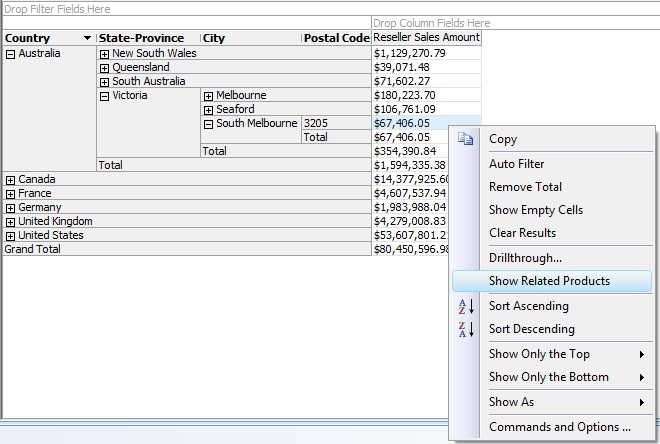 Drop Filter Fields Here
Drop Column Fields Here
Country State-Province City Postal Code Reseller Sales Amount
Australia New South Wales $1,129,270.79
Queensland $39,071.48
South Australia $71,602.27
Victoria Melbourne $180,223.70
Seaford $106,761.09
South Melbourne 3205 $67,406.05
Total $67,406.05
Total $354,390.84
Total $1,594,335.38
Canada $14,377,925.60
France $4,607,537.94
Germany $1,983,988.04
United Kingdom $4,279,008.83
United States $53,607,801.21
Grand Total $80,450,596.98
Copy
Auto Filter
Remove Total
Show Empty Cells
Clear Results
Drillthrough...
Show Related Products
Sort Ascending
Sort Descending
Show Only the Top
Show Only the Bottom
Show As
Commands and Options ...